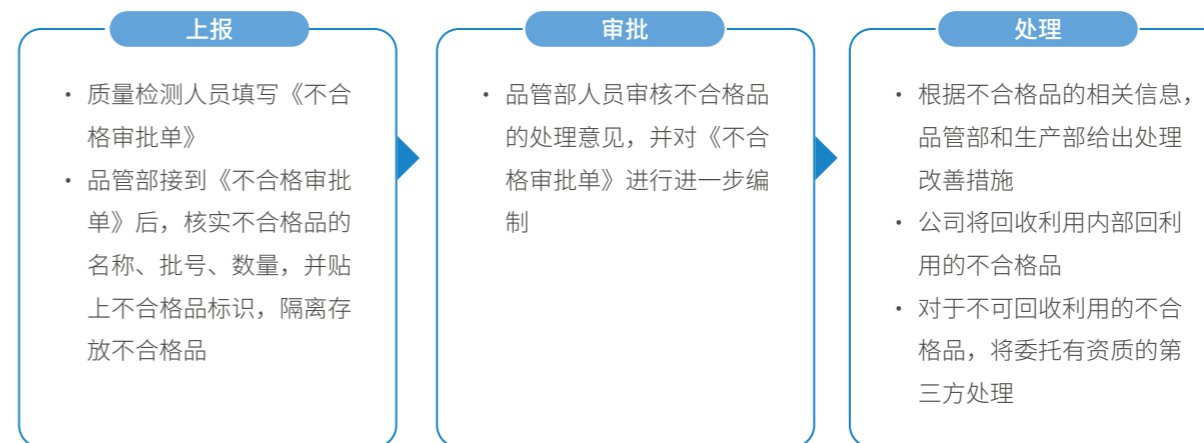 上报
· 质量检测人员填写《不合
格审批单》
· 品管部接到《不合格审批
单》后，核实不合格品的
名称、批号、数量，并贴
上不合格品标识，隔离存
放不合格品
审批
· 品管部人员审核不合格品
的处理意见，并对《不合
格审批单》进行进一步编
制
处理
· 根据不合格品的相关信息，
品管部和生产部给出处理
改善措施
· 公司将回收利用内部回利
用的不合格品
· 对于不可回收利用的不合
格品，将委托有资质的第
三方处理